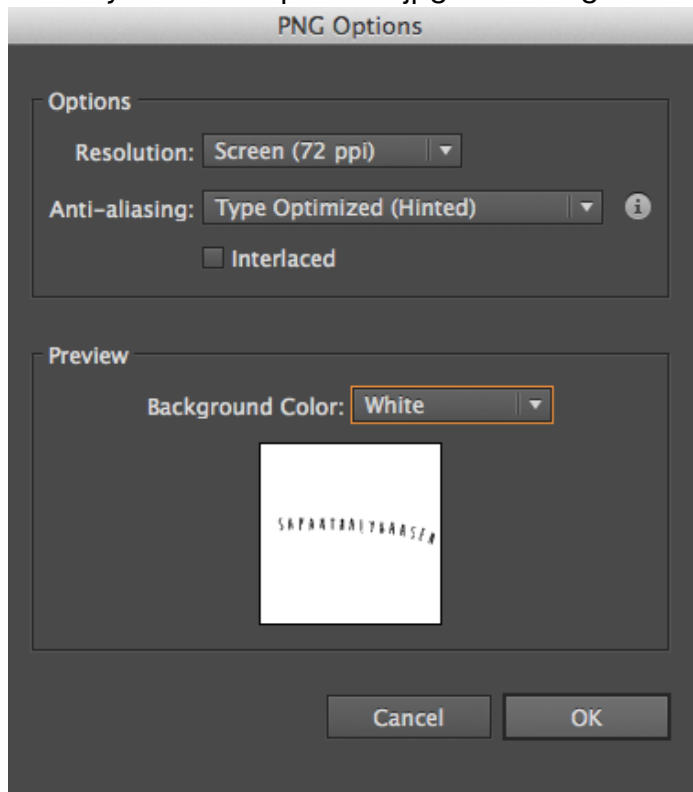 PNG Options
Options
Resolution: Screen (72 ppi)
Anti-aliasing: Type Optimized (Hinted)
Interlaced
Preview
Background Color: White
Cancel OK